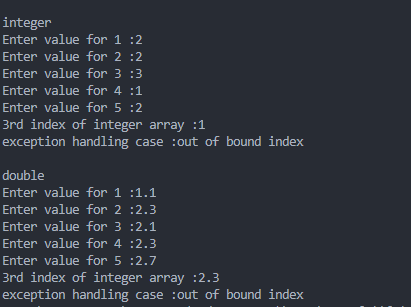 integer
Enter value for 1 :2
Enter value for 2 :2
Enter value for 3 :3
Enter value for 4 :1
Enter value for 5 :2
3rd index of integer array :1
exception handling case :out of bound index
double
Enter value for 1 :1.1
Enter value for 2 :2.3
Enter value for 3 :2.1
Enter value for 4 :2.3
Enter value for 5 :2.7
3rd index of integer array :2.3
exception handling case :out of bound index